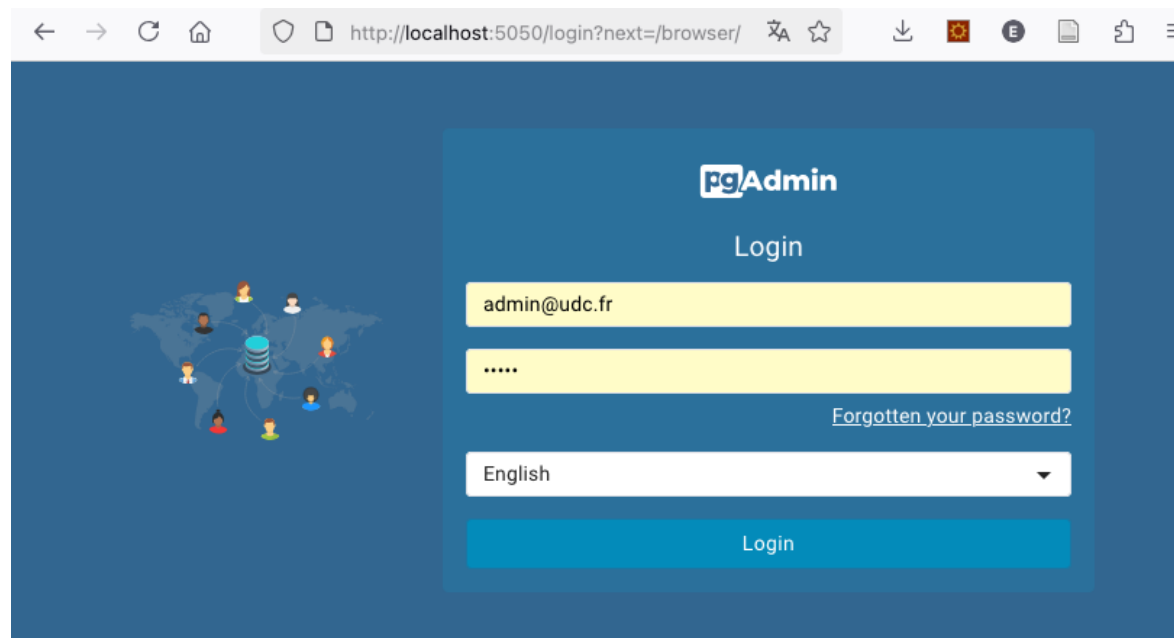 http://localhost:5050/login?next=/browser/
E
pgAdmin
Login
admin@udc.fr
•••••
Forgotten your password?
English
Login